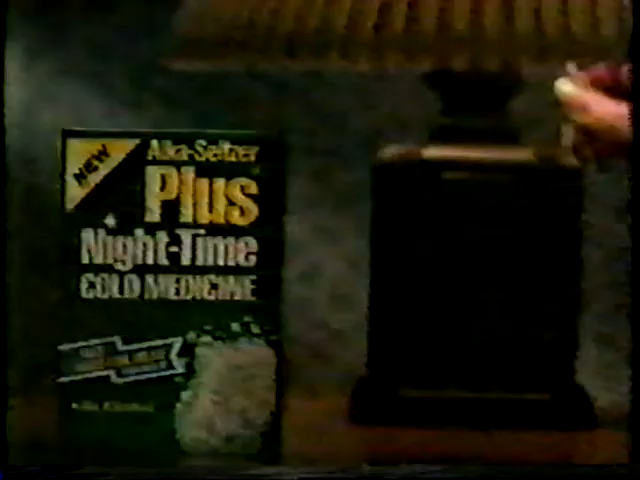 NEW
Alka-Seltzer
Plus
Night-Time
COLD MEDICINE